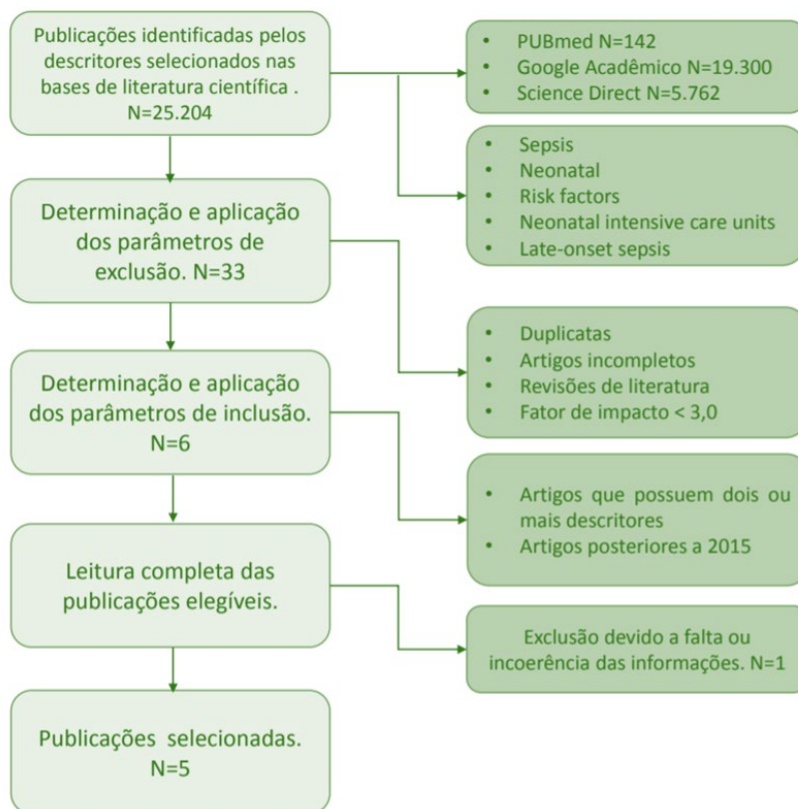 Publicações identificadas pelos
descritores selecionados nas
bases de literatura científica .
N=25.204
• PUBmed N=142
• Google Acadêmico N=19.300
• Science Direct N=5.762
• Sepsis
• Neonatal
• Risk factors
• Neonatal intensive care units
• Late-onset sepsis
Determinação e aplicação
dos parâmetros de
exclusão. N=33
• Duplicatas
• Artigos incompletos
• Revisões de literatura
• Fator de impacto < 3,0
Determinação e aplicação
dos parâmetros de inclusão.
N=6
• Artigos que possuem dois ou
mais descritores
• Artigos posteriores a 2015
Leitura completa das
publicações elegíveis.
Exclusão devido a falta ou
incoerência das informações. N=1
Publicações selecionadas.
N=5